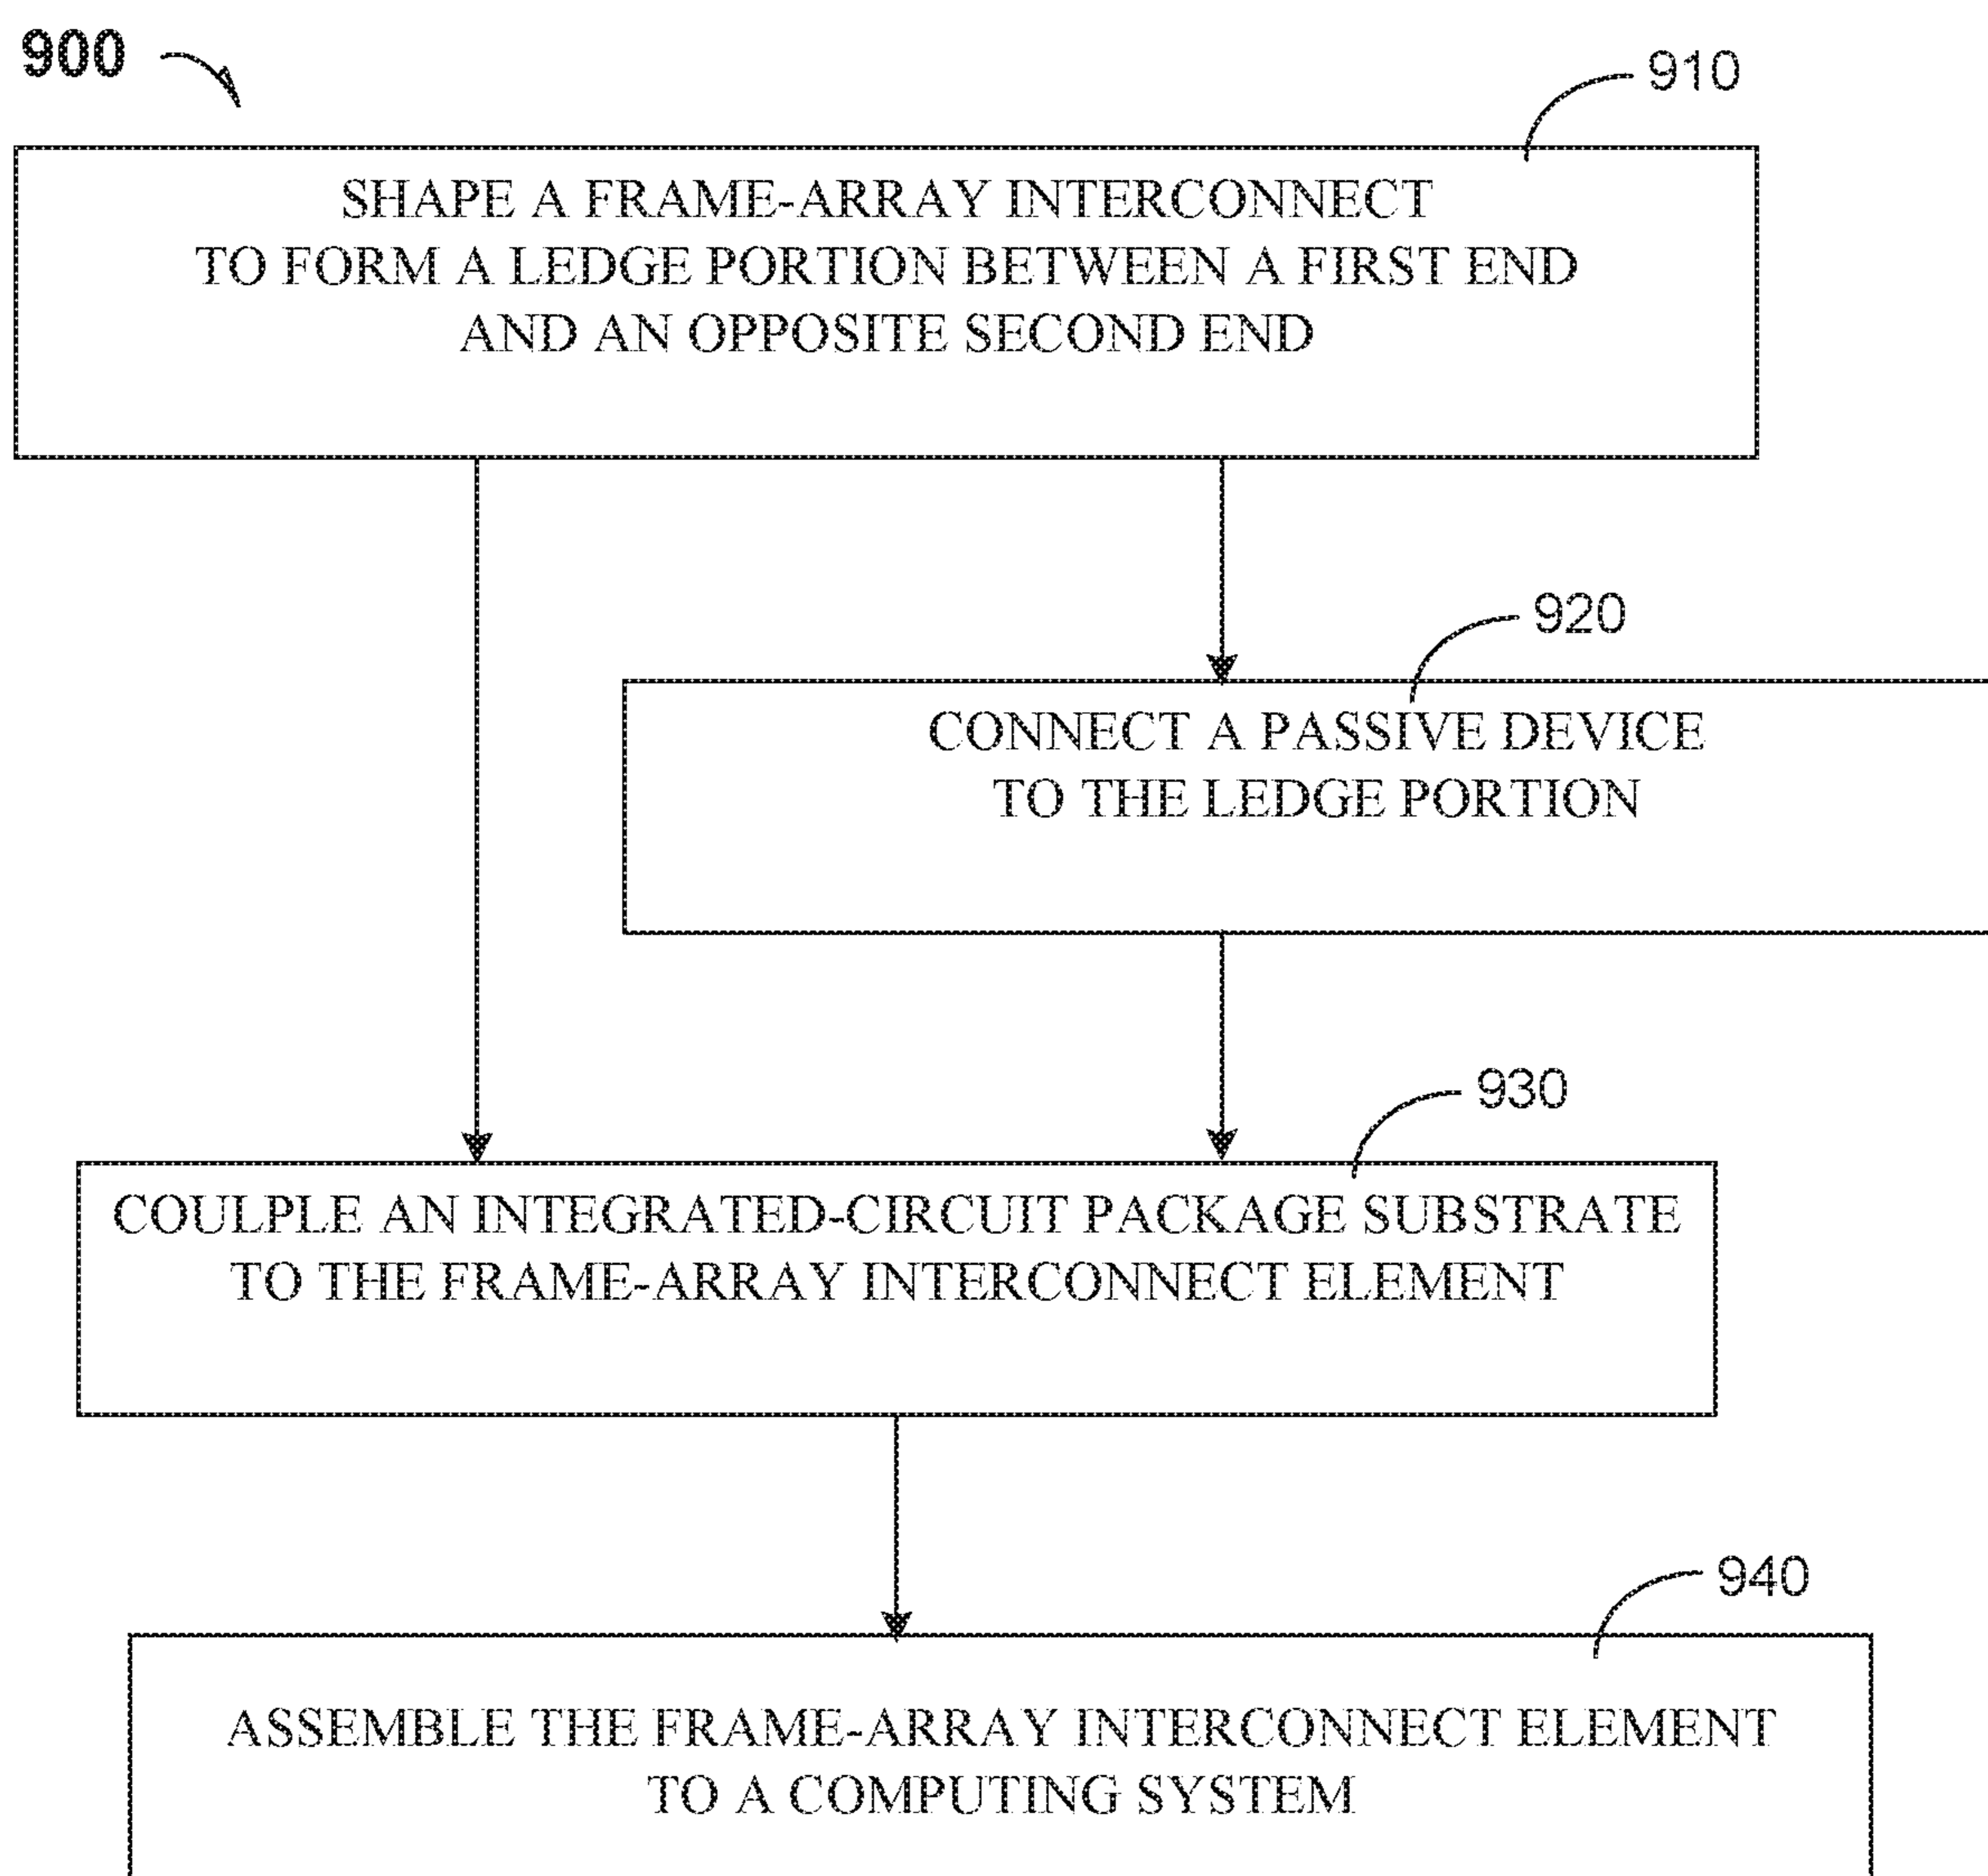 900
910
SHAPE A FRAME-ARRAY INTERCONNECT
TO FORM A LEDGE PORTION BETWEEN A FIRST END
AND AN OPPOSITE SECOND END
920
CONNECT A PASSIVE DEVICE
TO THE LEDGE PORTION
930
COULPLE AN INTEGRATED-CIRCUIT PACKAGE SUBSTRATE
TO THE FRAME-ARRAY INTERCONNECT ELEMENT
940
ASSEMBLE THE FRAME-ARRAY INTERCONNECT ELEMENT
TO A COMPUTING SYSTEM